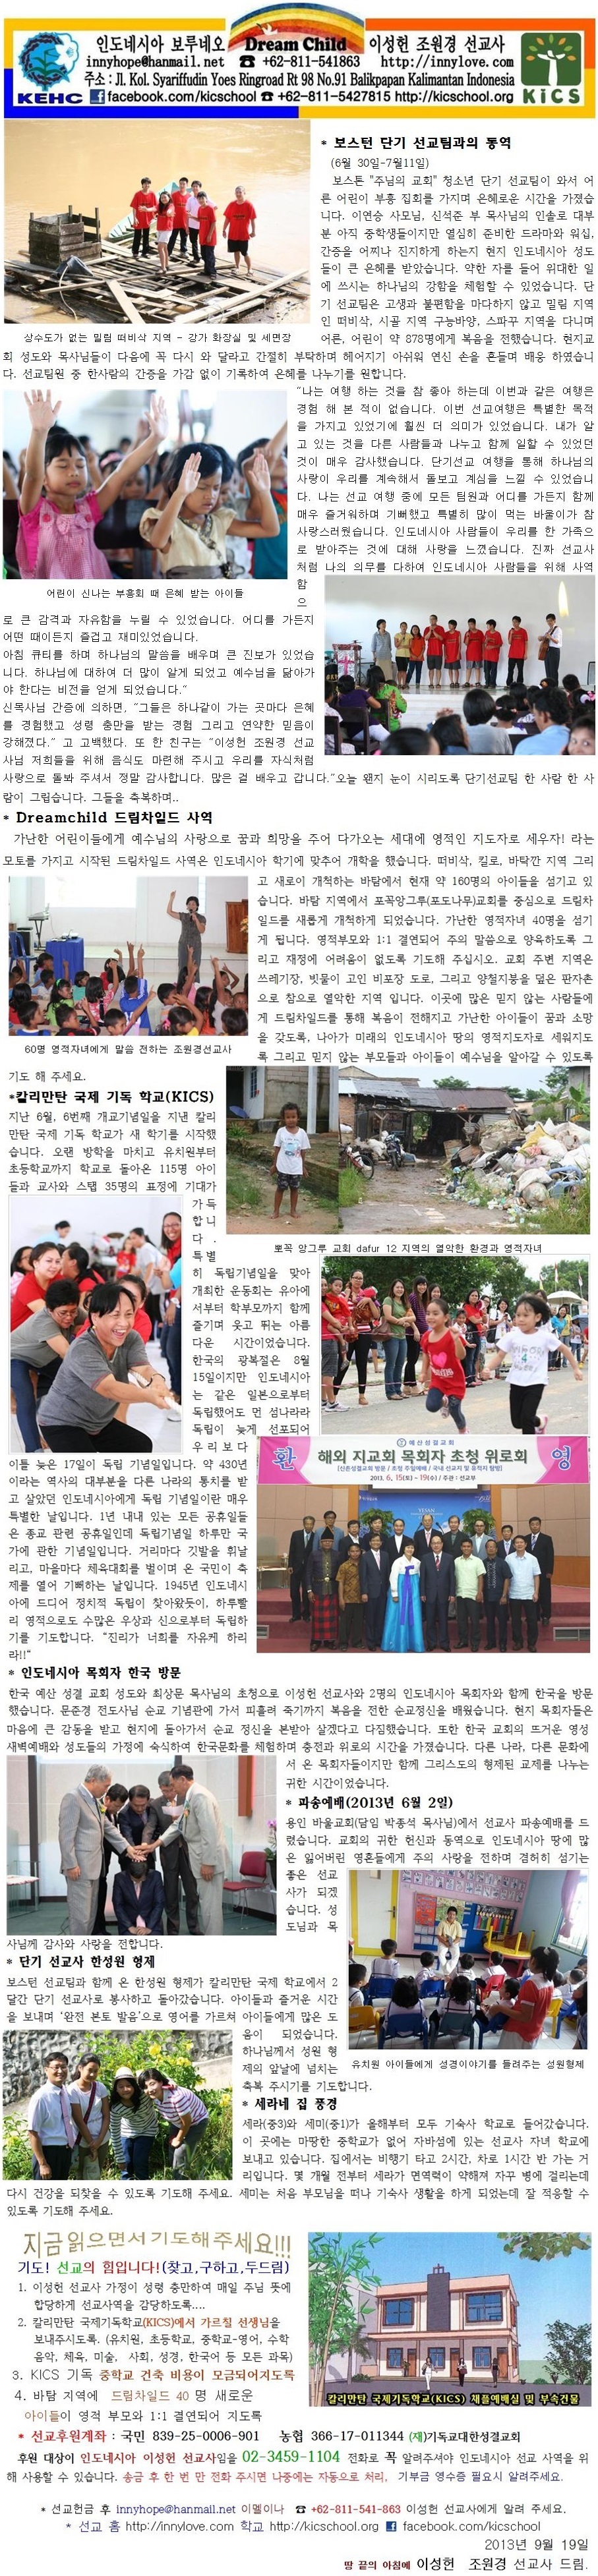 인도네시아 보루네오 Dream Child 이성헌 조원경 선교사
innyhope@hanmail.net ☎ +62-811-541863 http://innylove.com
주소 : Jl. Kol. Syariffudin Yoes Ringroad Rt 98 No.91 Balikpapan Kalimantan Indonesia
KEHC facebook.com/kicschool ☎ +62-811-5427815 http://kicschool.org KiCS
* 보스턴 단기 선교팀과의 동역
(6월 30일-7월11일)
보스톤 "주님의 교회" 청소년 단기 선교팀이 와서 어
른 어린이 부흥 집회를 가지며 은혜로운 시간을 가졌습
니다. 이연승 사모님, 신석준 부 목사님의 인솔로 대부
분 아직 중학생들이지만 열심히 준비한 드라마와 워십,
간증을 어찌나 진지하게 하는지 현지 인도네시아 성도
들이 큰 은혜를 받았습니다. 약한 자를 들어 위대한 일
에 쓰시는 하나님의 강함을 체험할 수 있었습니다. 단
기 선교팀은 고생과 불편함을 마다하지 않고 밀림 지역
인 떠비삭, 시골 지역 구눙바양, 스파꾸 지역을 다니며
어른, 어린이 약 878명에게 복음을 전했습니다. 현지교
상수도가 없는 밀림 떠비삭 지역 - 강가 화장실 및 세면장
회 성도와 목사님들이 다음에 꼭 다시 와 달라고 간절히 부탁하며 헤어지기 아쉬워 연신 손을 흔들며 배웅 하였습니
다. 선교팀원 중 한사람의 간증을 가감 없이 기록하여 은혜를 나누기를 원합니다.
"나는 여행 하는 것을 참 좋아 하는데 이번과 같은 여행은
경험 해 본 적이 없습니다. 이번 선교여행은 특별한 목적
을 가지고 있었기에 훨씬 더 의미가 있었습니다. 내가 알
고 있는 것을 다른 사람들과 나누고 함께 일할 수 있었던
것이 매우 감사했습니다. 단기선교 여행을 통해 하나님의
사랑이 우리를 계속해서 돌보고 계심을 느낄 수 있었습니
다. 나는 선교 여행 중에 모든 팀원과 어디를 가든지 함께
매우 즐거워하며 기뻐했고 특별히 많이 먹는 바울이가 참
사랑스러웠습니다. 인도네시아 사람들이 우리를 한 가족으
로 받아주는 것에 대해 사랑을 느꼈습니다. 진짜 선교사
처럼 나의 의무를 다하여 인도네시아 사람들을 위해 사역
어린이 신나는 부흥회 때 은혜 받는 아이들
함
으
로 큰 감격과 자유함을 누릴 수 있었습니다. 어디를 가든지
어떤 때이든지 즐겁고 재미있었습니다.
아침 큐티를 하며 하나님의 말씀을 배우며 큰 진보가 있었습
니다. 하나님에 대하여 더 많이 알게 되었고 예수님을 닮아가
야 한다는 비전을 얻게 되었습니다."
신목사님 간증에 의하면, "그들은 하나같이 가는 곳마다 은혜
를 경험했고 성령 충만을 받는 경험 그리고 연약한 믿음이
강해졌다." 고 고백했다. 또 한 친구는 "이성헌 조원경 선교
사님 저희들을 위해 음식도 마련해 주시고 우리를 자식처럼
사랑으로 돌봐 주셔서 정말 감사합니다. 많은 걸 배우고 갑니다."오늘 왠지 눈이 시리도록 단기선교팀 한 사람 한 사
람이 그립습니다. 그들을 축복하며..
* Dreamchild 드림차일드 사역
가난한 어린이들에게 예수님의 사랑으로 꿈과 희망을 주어 다가오는 세대에 영적인 지도자로 세우자! 라는
모토를 가지고 시작된 드림차일드 사역은 인도네시아 학기에 맞추어 개학을 했습니다. 떠비삭, 킬로, 바탁깐 지역 그리
고 새로이 개척하는 바탐에서 현재 약 160명의 아이들을 섬기고 있
습니다. 바탐 지역에서 포꼭앙그루(포도나무)교회를 중심으로 드림차
일드를 새롭게 개척하게 되었습니다. 가난한 영적자녀 40명을 섬기
게 됩니다. 영적부모와 1:1 결연되어 주의 말씀으로 양육하도록 그
리고 재정에 어려움이 없도록 기도해 주십시오. 교회 주변 지역은
쓰레기장, 빗물이 고인 비포장 도로, 그리고 양철지붕을 덮은 판자촌
으로 참으로 열악한 지역 입니다. 이곳에 많은 믿지 않는 사람들에
게 드림차일드를 통해 복음이 전해지고 가난한 아이들이 꿈과 소망
을 갖도록, 나아가 미래의 인도네시아 땅의 영적지도자로 세워지도
록 그리고 믿지 않는 부모들과 아이들이 예수님을 알아갈 수 있도록
60명 영적자녀에게 말씀 전하는 조원경선교사
기도 해 주세요.
*칼리만탄 국제 기독 학교(KICS)
지난 6월, 6번째 개교기념일을 지낸 칼리
만탄 국제 기독 학교가 새 학기를 시작했
습니다. 오랜 방학을 마치고 유치원부터
초등학교까지 학교로 돌아온 115명 아이
들과 교사와 스탭 35명의 표정에 기대가
가득
합니
다.
특별
뽀꼭 앙그루 교회 dafur 12 지역의 열악한 환경과 영적자녀
히 독립기념일을 맞아
개최한 운동회는 유아에
서부터 학부모까지 함께
즐기며 웃고 뛰는 아름
다운 시간이었습니다.
한국의 광복절은 8월
15일이지만 인도네시아
는 같은 일본으로부터
독립했어도 먼 섬나라라
독립이 늦게 선포되어
우리보다
이틀 늦은 17일이 독립 기념일입니다. 약 430년
이라는 역사의 대부분을 다른 나라의 통치를 받
고 살았던 인도네시아에게 독립 기념일이란 매우
특별한 날입니다. 1년 내내 있는 모든 공휴일들
은 종교 관련 공휴일인데 독립기념일 하루만 국
가에 관한 기념일입니다. 거리마다 깃발을 휘날
리고, 마을마다 체육대회를 벌이며 온 국민이 축
제를 열어 기뻐하는 날입니다. 1945년 인도네시
아에 드디어 정치적 독립이 찾아왔듯이, 하루빨
리 영적으로도 수많은 우상과 신으로부터 독립하
기를 기도합니다. "진리가 너희를 자유케 하리
라!!"
예산성결교회
환 해외 지교회 목회자 초청 위로회 영
2013. 6. 15(토)~19(수) / 주관 : 선교부
YESAN
* 인도네시아 목회자 한국 방문
한국 예산 성결 교회 성도와 최상문 목사님의 초청으로 이성헌 선교사와 2명의 인도네시아 목회자와 함께 한국을 방문
했습니다. 문준경 전도사님 순교 기념관에 가서 피흘려 죽기까지 복음을 전한 순교정신을 배웠습니다. 현지 목회자들은
마음에 큰 감동을 받고 현지에 돌아가서 순교 정신을 본받아 살겠다고 다짐했습니다. 또한 한국 교회의 뜨거운 영성
새벽예배와 성도들의 가정에 숙식하여 한국문화를 체험하며 충전과 위로의 시간을 가졌습니다. 다른 나라, 다른 문화에
서 온 목회자들이지만 함께 그리스도의 형제된 교제를 나누는
귀한 시간이었습니다.
* 파송예배(2013년 6월 2일)
용인 바울교회(담임 박종석 목사님)에서 선교사 파송예배를 드
렸습니다. 교회의 귀한 헌신과 동역으로 인도네시아 땅에 많
은 잃어버린 영혼들에게 주의 사랑을 전하며 겸허히 섬기는
좋은 선교
사가 되겠
습니다. 성
도님과 목
사님께 감사와 사랑을 전합니다.
* 단기 선교사 한성원 형제
보스턴 선교팀과 함께 온 한성원 형제가 칼리만탄 국제 학교에서 2
달간 단기 선교사로 봉사하고 돌아갔습니다. 아이들과 즐거운 시간
을 보내며 '완전 본토 발음'으로 영어를 가르쳐 아이들에게 많은 도
움이 되었습니다.
하나님께서 성원 형
제의 앞날에 넘치는
축복 주시기를 기도합니다.
유치원 아이들에게 성경이야기를 들려주는 성원형제
* 세라네 집 풍경
세라(중3)와 세미(중1)가 올해부터 모두 기숙사 학교로 들어갔습니다.
이 곳에는 마땅한 중학교가 없어 자바섬에 있는 선교사 자녀 학교에
보내고 있습니다. 집에서는 비행기 타고 2시간, 차로 1시간 반 가는 거
리입니다. 몇 개월 전부터 세라가 면역력이 약해져 자꾸 병에 걸리는데
다시 건강을 되찾을 수 있도록 기도해 주세요. 세미는 처음 부모님을 떠나 기숙사 생활을 하게 되었는데 잘 적응할 수
있도록 기도해 주세요.
지금 읽으면서 기도해 주세요!!!
기도! 선교의 힘입니다!(찾고,구하고,두드림)
1. 이성헌 선교사 가정이 성령 충만하여 매일 주님 뜻에
합당하게 선교사역을 감당하도록....
2. 칼리만탄 국제기독학교(KICS)에서 가르칠 선생님을
보내주시도록. (유치원, 초등학교, 중학교-영어, 수학
음악, 체육, 미술, 사회, 성경, 한국어 등 모든 과목)
3. KICS 기독 중학교 건축 비용이 모금되어지도록
4. 바탐 지역에 드림차일드 40 명 새로운
아이들이 영적 부모와 1:1 결연되어 지도록
칼리만탄 국제기독학교(KICS) 채플예배실 및 부속건물
* 선교후원계좌 : 국민 839-25-0006-901 농협 366-17-011344 (재)기독교대한성결교회
후원 대상이 인도네시아 이성헌 선교사임을 02-3459-1104 전화로 꼭 알려주셔야 인도네시아 선교 사역을 위
해 사용할 수 있습니다. 송금 후 한 번 만 전화 주시면 나중에는 자동으로 처리, 기부금 영수증 필요시 알려주세요.
* 선교헌금 후 innyhope@hanmail.net 이멜이나 ☎ +62-811-541-863 이성헌 선교사에게 알려 주세요.
* 선교 홈 http://innylove.com 학교 http://kicschool.org facebook.com/kicschool
2013년 9월 19일
땅 끝의 아침에 이성헌 조원경 선교사 드림.